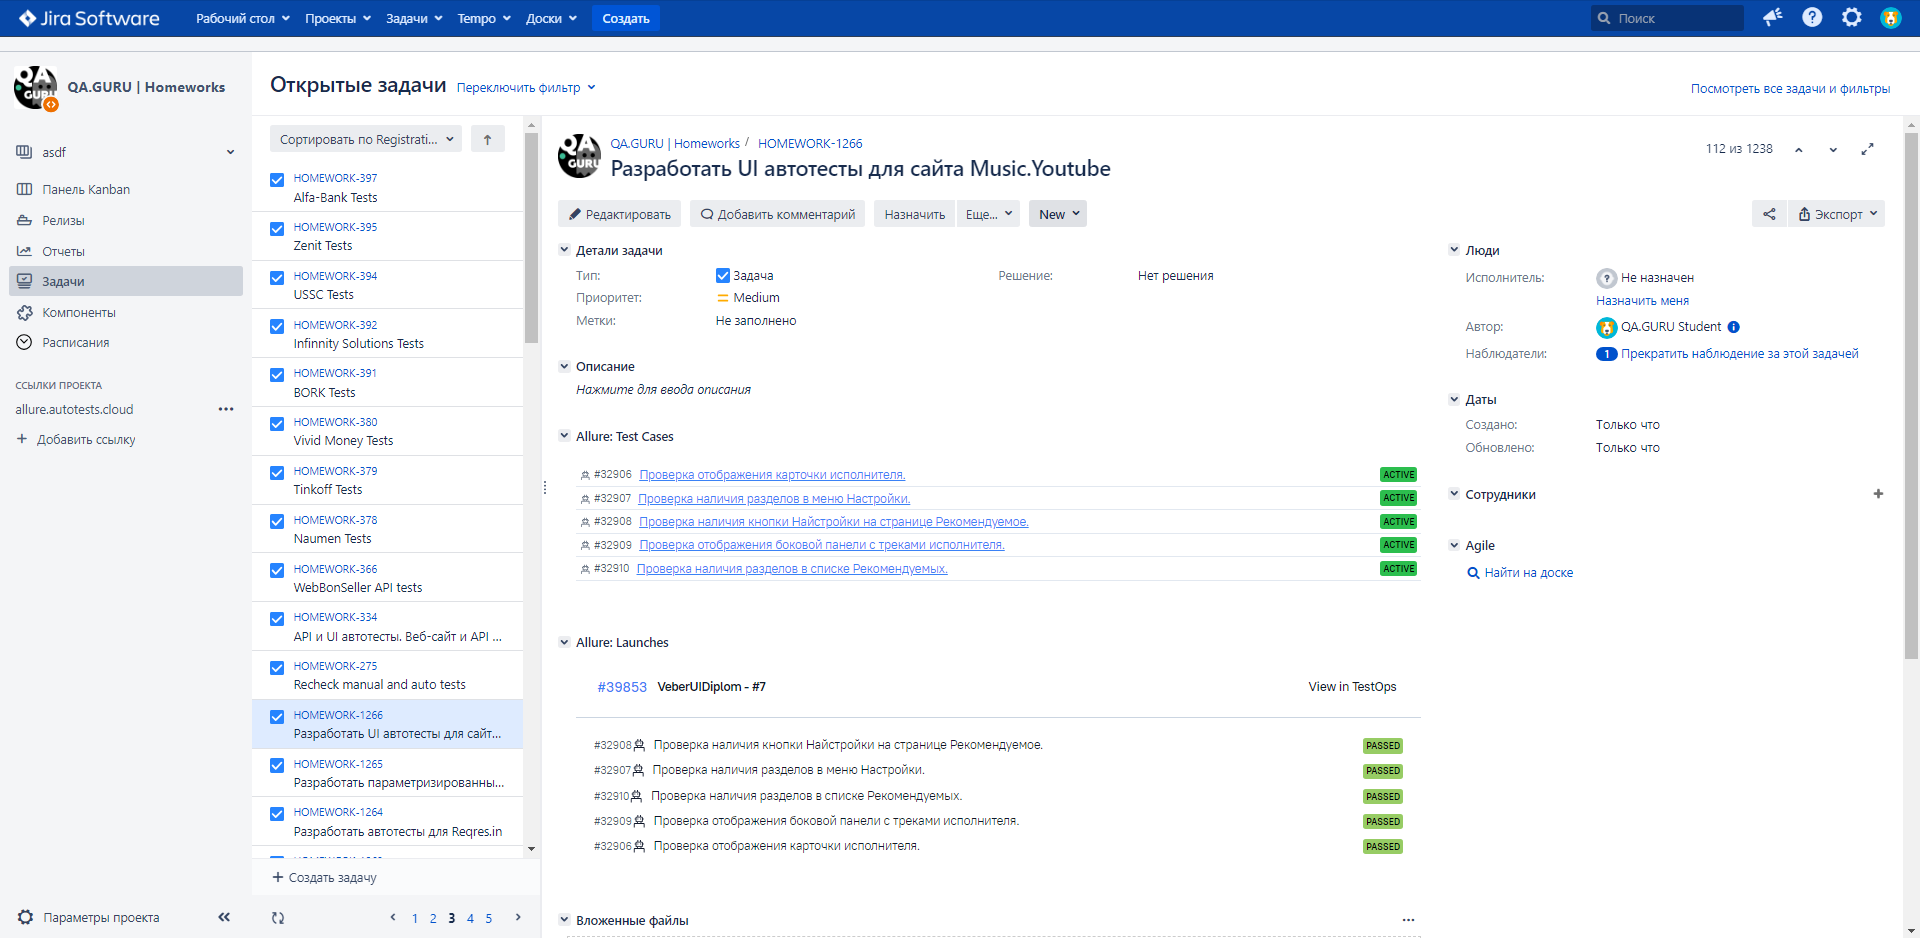 Jira Software Рабочий стол Проекты Задачи Tempo Доски Создать Поиск
QA.GURU | Homeworks
asdf
Панель Kanban
Релизы
Отчеты
Задачи
Компоненты
Расписания
ССЫЛКИ ПРОЕКТА
allure.autotests.cloud
+ Добавить ссылку
Параметры проекта
Открытые задачи Переключить фильтр
Посмотреть все задачи и фильтры
Сортировать по Registrati...
HOMEWORK-397
Alfa-Bank Tests
HOMEWORK-395
Zenit Tests
HOMEWORK-394
USSC Tests
HOMEWORK-392
Infinnity Solutions Tests
HOMEWORK-391
BORK Tests
HOMEWORK-380
Vivid Money Tests
HOMEWORK-379
Tinkoff Tests
HOMEWORK-378
Naumen Tests
HOMEWORK-366
WebBonSeller API tests
HOMEWORK-334
API и UI автотесты. Веб-сайт и API ...
HOMEWORK-275
Recheck manual and auto tests
HOMEWORK-1266
Разработать UI автотесты для сайт...
HOMEWORK-1265
Разработать параметризированны...
HOMEWORK-1264
Разработать автотесты для Reqres.in
+ Создать задачу
1 2 3 4 5
QA GURU
QA.GURU | Homeworks / HOMEWORK-1266
Разработать UI автотесты для сайта Music.Youtube
112 из 1238
Редактировать Добавить комментарий Назначить Еще... New Экспорт
Детали задачи
Тип: Задача Решение: Нет решения
Приоритет: Medium
Метки: Не заполнено
Описание
Нажмите для ввода описания
Allure: Test Cases
#32906 Проверка отображения карточки исполнителя. ACTIVE
#32907 Проверка наличия разделов в меню Настройки. ACTIVE
#32908 Проверка наличия кнопки Найстройки на странице Рекомендуемое. ACTIVE
#32909 Проверка отображения боковой панели с треками исполнителя. ACTIVE
#32910 Проверка наличия разделов в списке Рекомендуемых. ACTIVE
Allure: Launches
#39853 VeberUIDiplom - #7 View in TestOps
#32908 Проверка наличия кнопки Найстройки на странице Рекомендуемое. PASSED
#32907 Проверка наличия разделов в меню Настройки. PASSED
#32910 Проверка наличия разделов в списке Рекомендуемых. PASSED
#32909 Проверка отображения боковой панели с треками исполнителя. PASSED
#32906 Проверка отображения карточки исполнителя. PASSED
Вложенные файлы
Люди
Исполнитель: Не назначен
Назначить меня
Автор: QA.GURU Student
Наблюдатели: 1 Прекратить наблюдение за этой задачей
Даты
Создано: Только что
Обновлено: Только что
Сотрудники
Agile
Найти на доске